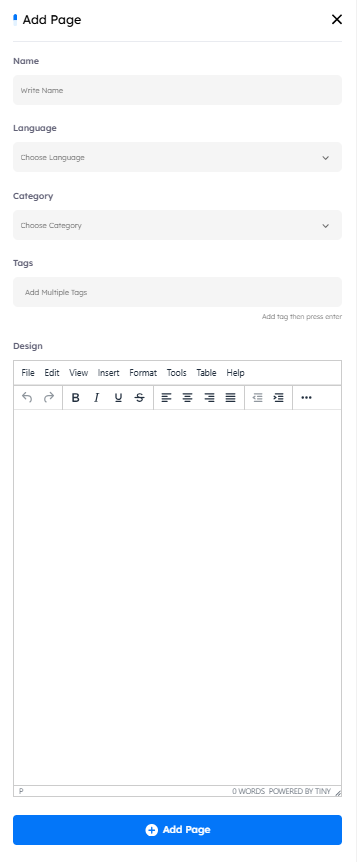 Add Page
Name
Write Name
Language
Choose Language
Category
Choose Category
Tags
Add Multiple Tags
Add tag then press enter
Design
File Edit View Insert Format Tools Table Help
B I U S
P 0 WORDS POWERED BY TINY
Add Page